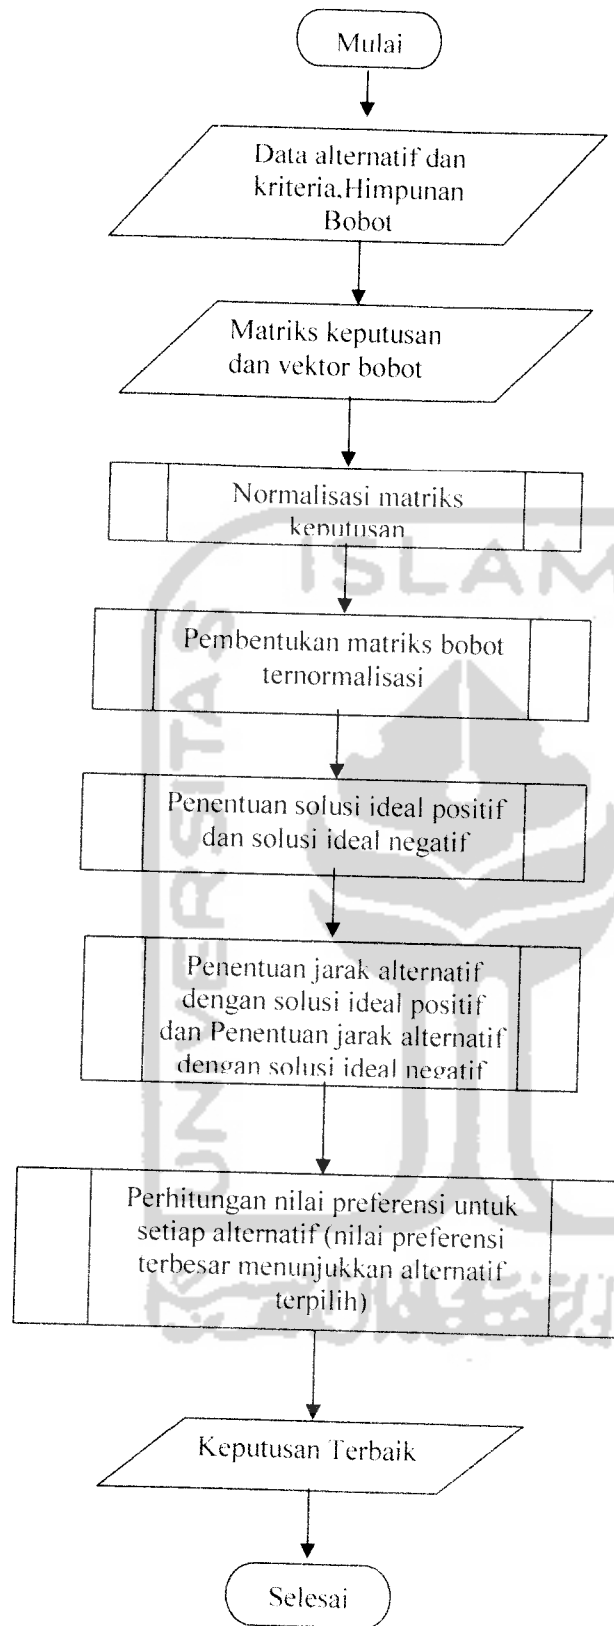 Mulai
Data alternatif dan
kriteria,Himpunan
Bobot
Matriks keputusan
dan vektor bobot
Normalisasi matriks
keputusan
ISLAM
UNIVERSITAS
Pembentukan matriks bobot
ternormalisasi
Penentuan solusi ideal positif
dan solusi ideal negatif
Penentuan jarak alternatif
dengan solusi ideal positif
dan Penentuan jarak alternatif
dengan solusi ideal negatif
Perhitungan nilai preferensi untuk
setiap alternatif (nilai preferensi
terbesar menunjukkan alternatif
terpilih)
Keputusan Terbaik
Selesai